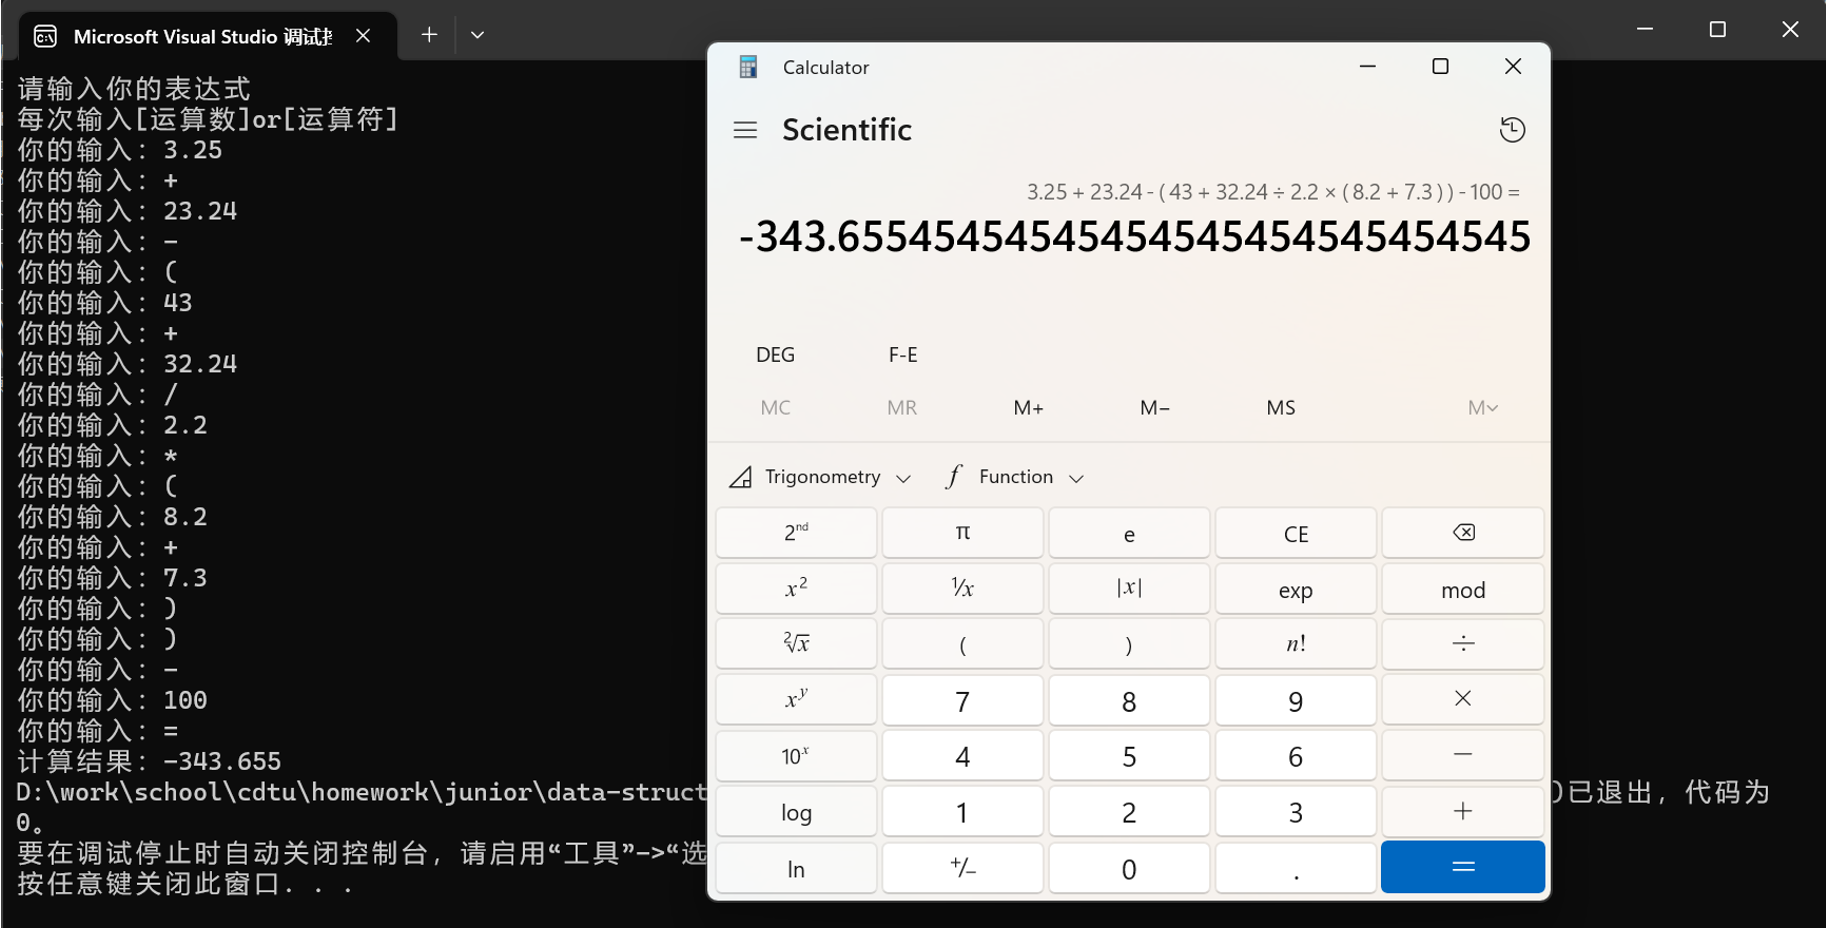 Microsoft Visual Studio 调试控
请输入你的表达式
每次输入[运算数]or[运算符]
你的输入: 3.25
你的输入: +
你的输入: 23.24
你的输入: -
你的输入: (
你的输入: 43
你的输入: +
你的输入: 32.24
你的输入: /
你的输入: 2.2
你的输入: *
你的输入: (
你的输入: 8.2
你的输入: +
你的输入: 7.3
你的输入: )
你的输入: )
你的输入: -
你的输入: 100
你的输入: =
计算结果: -343.655
D:\work\school\cdtu\homework\junior\data-struct
)已退出，代码为
0。
要在调试停止时自动关闭控制台，请启用“工具”->“选
按任意键关闭此窗口. . .
Calculator
Scientific
3.25 + 23.24 - ( 43 + 32.24 ÷ 2.2 × ( 8.2 + 7.3 ) ) - 100 =
-343.65545454545454545454545454545
DEG F-E
MC MR M+ M- MS M
Trigonometry f Function
2nd π e CE
x² ¹/x |x| exp mod
²√x ( ) n! ÷
xʸ 7 8 9 ×
10ˣ 4 5 6 −
log 1 2 3 +
ln +/− 0 . =